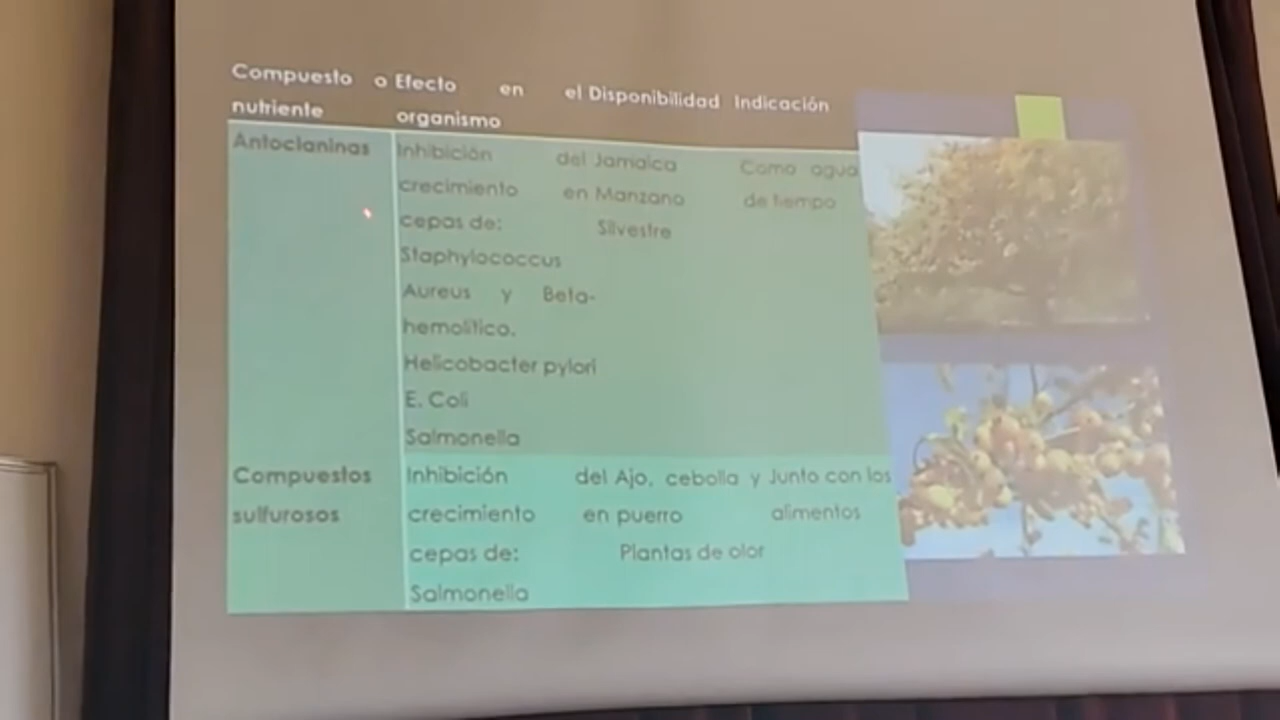 Compuesto o Efecto en el Disponibilidad Indicación
nutriente organismo
Antocianinas Inhibición del Jamaica Como agua
crecimiento en Manzano de tiempo
cepas de: Silvestre
Staphylococcus
Aureus y Beta-
hemolítico.
Helicobacter pylori
E. Coli
Salmonella
Compuestos Inhibición del Ajo, cebolla y Junto con los
sulfurosos crecimiento en puerro alimentos
cepas de: Plantas de olor
Salmonella